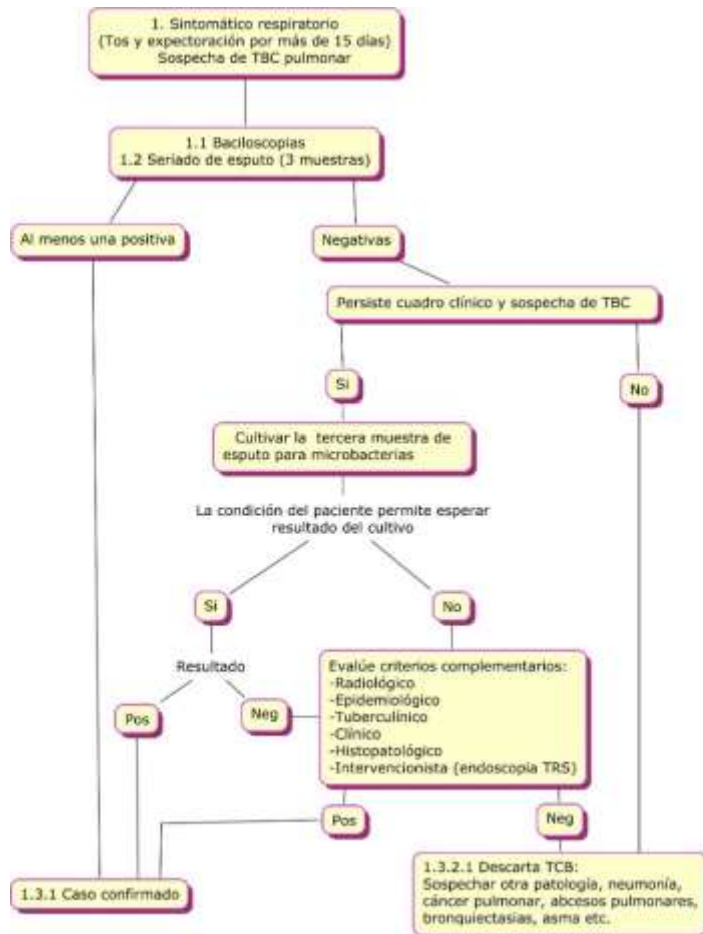 1. Sintomático respiratorio
(Tos y expectoración por más de 15 días)
Sospecha de TBC pulmonar
1.1 Baciloscopias
1.2 Seriado de esputo (3 muestras)
Al menos una positiva
Negativas
Persiste cuadro clínico y sospecha de TBC
Si
No
Cultivar la tercera muestra de
esputo para microbacterias
La condición del paciente permite esperar
resultado del cultivo
Si
No
Resultado
Evalúe criterios complementarios:
-Radiológico
-Epidemiológico
-Tuberculínico
-Clínico
-Histopatológico
-Intervencionista (endoscopia TRS)
Pos
Neg
Pos
Neg
1.3.1 Caso confirmado
1.3.2.1 Descarta TCB:
Sospechar otra patología, neumonía,
cáncer pulmonar, abcesos pulmonares,
bronquiectasias, asma etc.